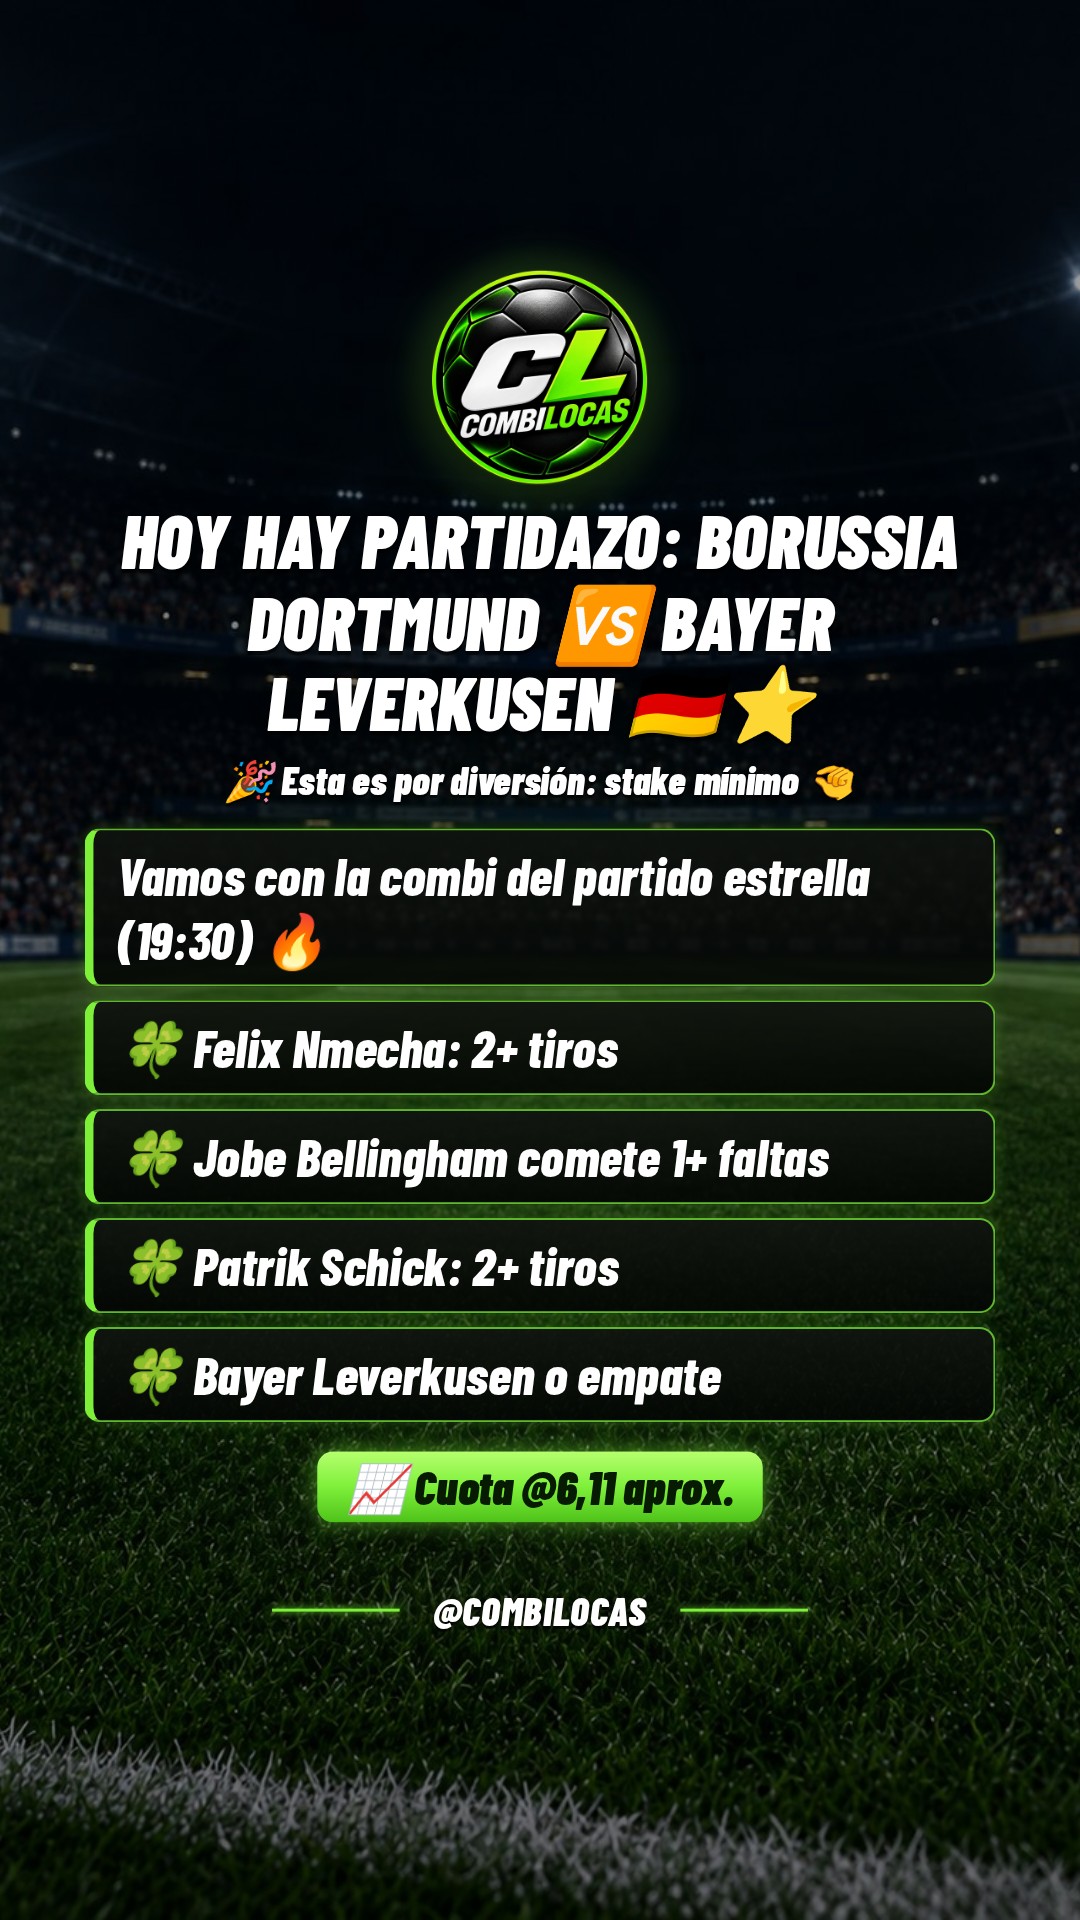 CL
COMBILOCAS
HOY HAY PARTIDAZO: BORUSSIA
DORTMUND 🆚 BAYER
LEVERKUSEN 🇩🇪⭐
🎉 Esta es por diversión: stake mínimo 🤏
Vamos con la combi del partido estrella
(19:30) 🔥
🍀 Felix Nmecha: 2+ tiros
🍀 Jobe Bellingham comete 1+ faltas
🍀 Patrik Schick: 2+ tiros
🍀 Bayer Leverkusen o empate
📈 Cuota @6,11 aprox.
@COMBILOCAS